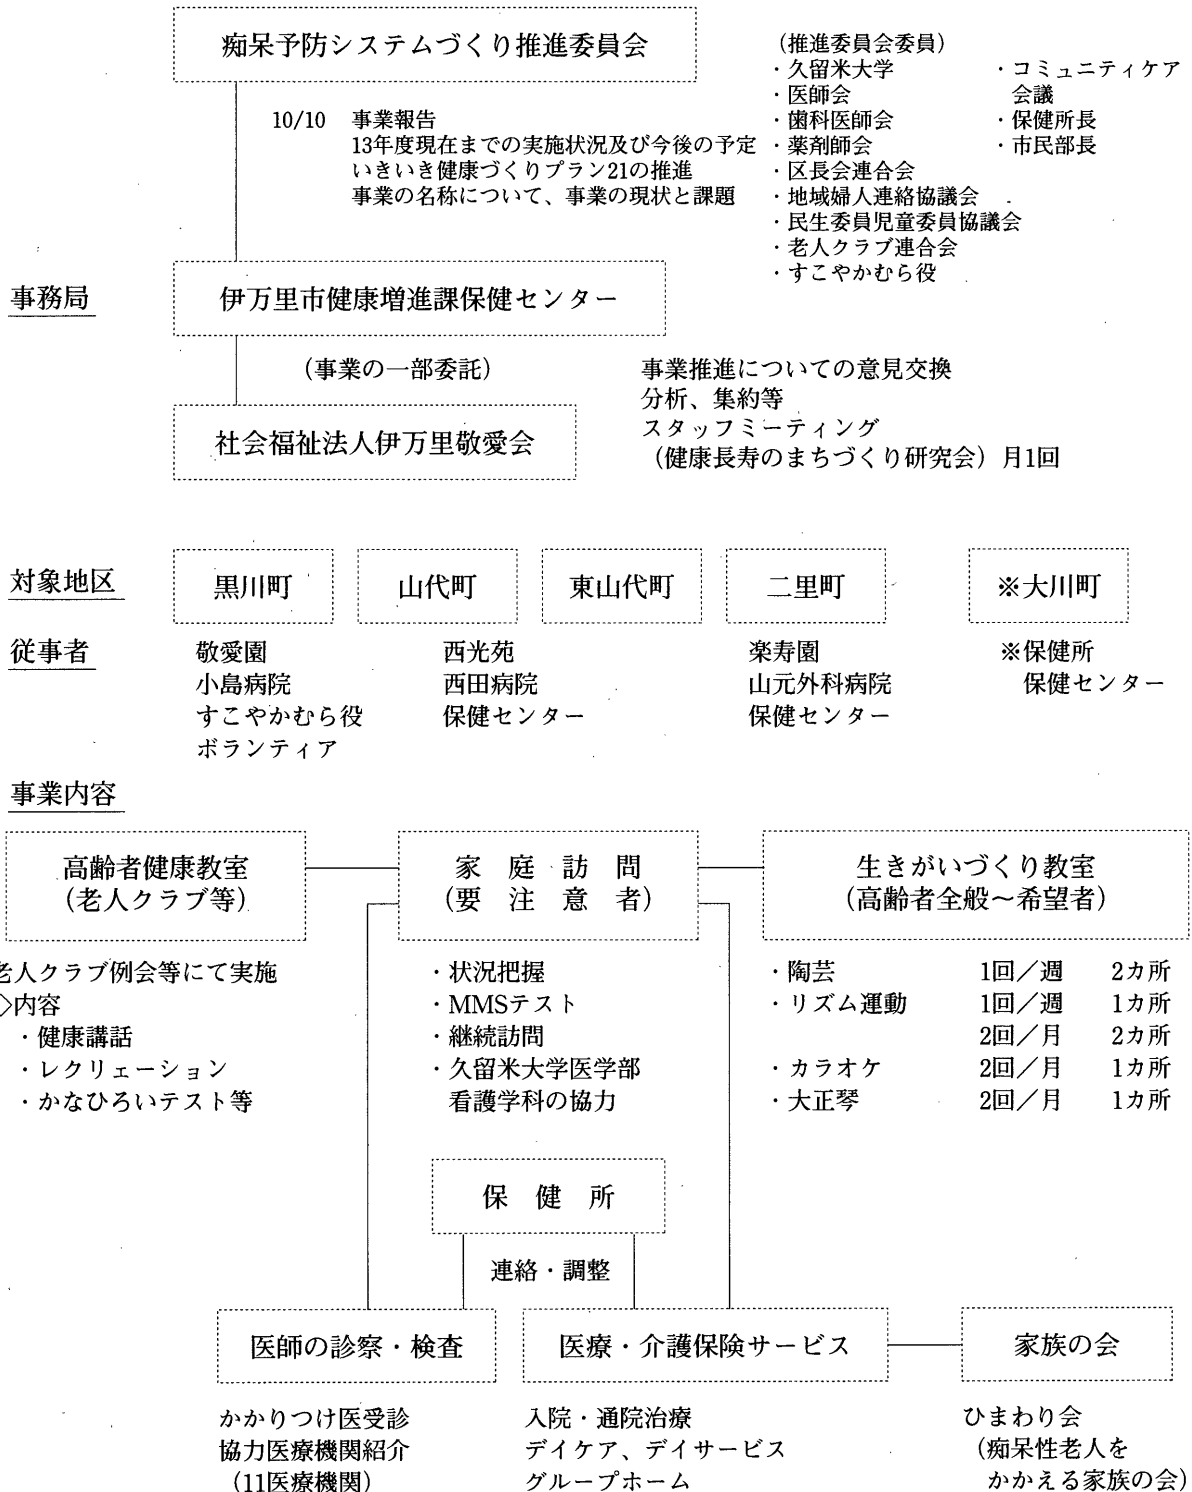 痴呆予防システムづくり推進委員会
10/10 事業報告
13年度現在までの実施状況及び今後の予定
いきいき健康づくりプラン21の推進
事業の名称について、事業の現状と課題
(推進委員会委員)
・久留米大学
・医師会
・歯科医師会
・薬剤師会
・区長会連合会
・地域婦人連絡協議会
・民生委員児童委員協議会
・老人クラブ連合会
・すこやかむら役
・コミュニティケア
会議
・保健所長
・市民部長
事務局
伊万里市健康増進課保健センター
(事業の一部委託)
社会福祉法人伊万里敬愛会
事業推進についての意見交換
分析、集約等
スタッフミーティング
(健康長寿のまちづくり研究会)月1回
対象地区
黒川町
山代町
東山代町
二里町
※大川町
従事者
敬愛園
小島病院
すこやかむら役
ボランティア
西光苑
西田病院
保健センター
楽寿園
山元外科病院
保健センター
※保健所
保健センター
事業内容
高齢者健康教室
(老人クラブ等)
老人クラブ例会等にて実施
◇内容
・健康講話
・レクリェーション
・かなひろいテスト等
家庭訪問
(要注意者)
・状況把握
・MMSテスト
・継続訪問
・久留米大学医学部
看護学科の協力
生きがいづくり教室
(高齢者全般～希望者)
・陶芸 1回／週 2カ所
・リズム運動 1回／週 1カ所
2回／月 2カ所
・カラオケ 2回／月 1カ所
・大正琴 2回／月 1カ所
保健所
連絡・調整
医師の診察・検査
かかりつけ医受診
協力医療機関紹介
(11医療機関)
医療・介護保険サービス
入院・通院治療
デイケア、デイサービス
グループホーム
家族の会
ひまわり会
(痴呆性老人を
かかえる家族の会)